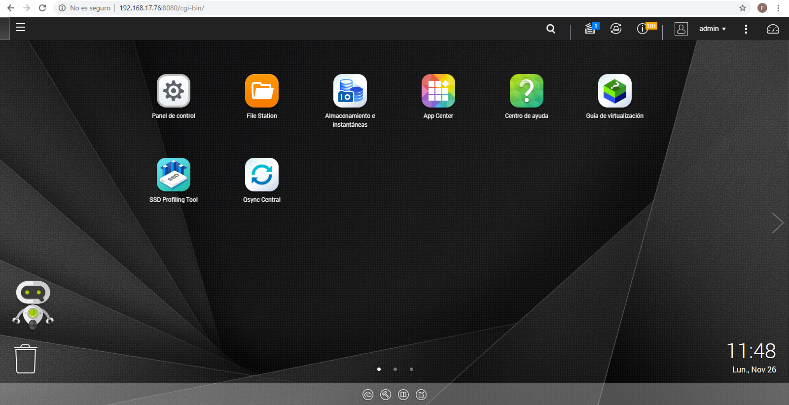 No es seguro | 192.168.17.76:8080/cgi-bin/
r
1
admin
Panel de control
File Station
Almacenamiento e
instantáneas
App Center
Centro de ayuda
Guía de virtualización
SSD
SSD Profiling Tool
Qsync Central
11:48
Lun., Nov 26